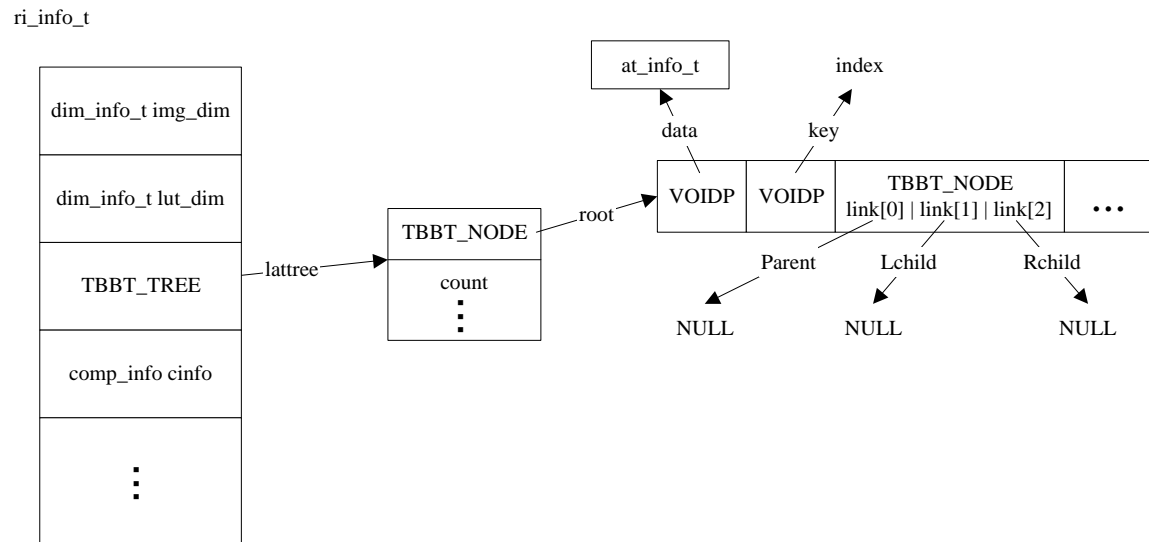 ri_info_t
dim_info_t img_dim
dim_info_t lut_dim
TBBT_TREE
comp_info cinfo
lattree
TBBT_NODE
count
root
at_info_t
index
data
key
VOIDP
VOIDP
TBBT_NODE
link[0] | link[1] | link[2]
...
Parent
Lchild
Rchild
NULL
NULL
NULL